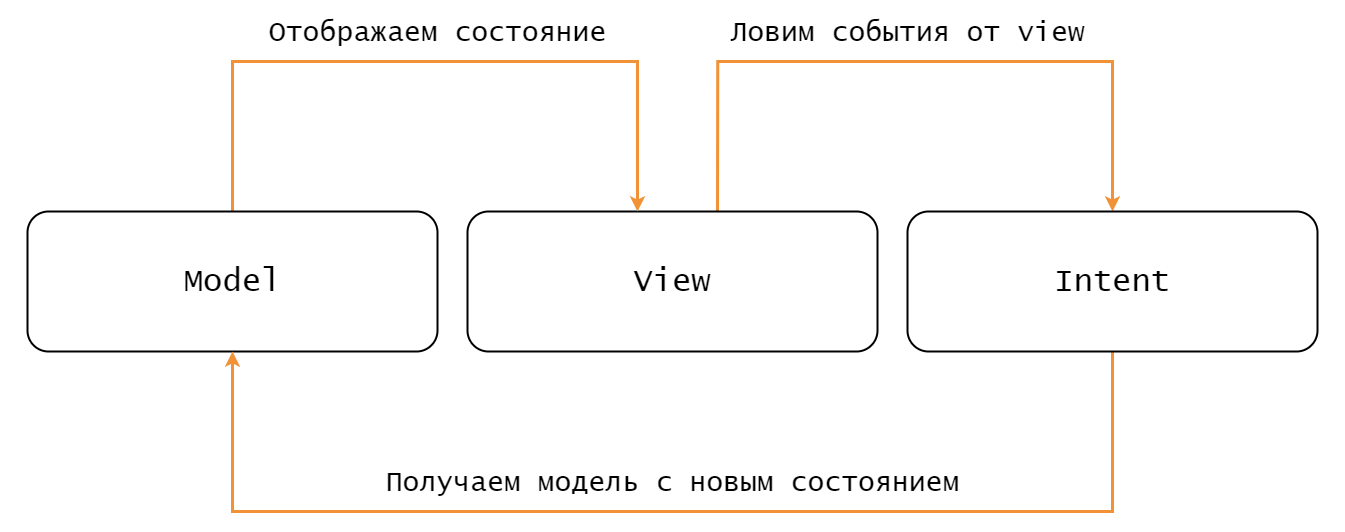 Отображаем состояние
Ловим события от view
Model
View
Intent
Получаем модель с новым состоянием